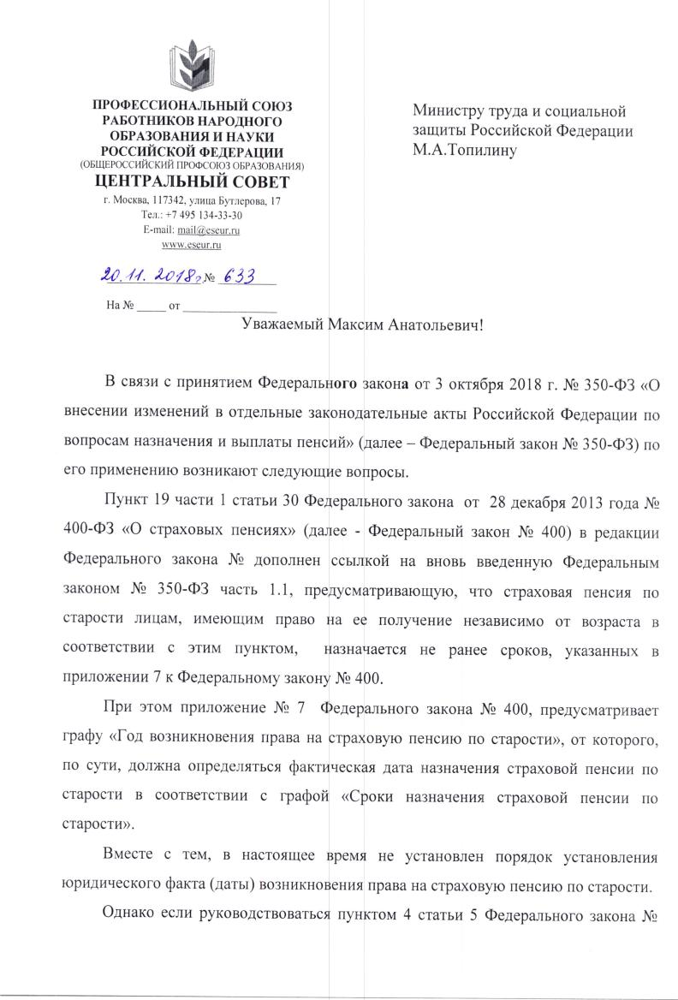 ПРОФЕССИОНАЛЬНЫЙ СОЮЗ
РАБОТНИКОВ НАРОДНОГО
ОБРАЗОВАНИЯ И НАУКИ
РОССИЙСКОЙ ФЕДЕРАЦИИ
(ОБЩЕРОССИЙСКИЙ ПРОФСОЮЗ ОБРАЗОВАНИЯ)
ЦЕНТРАЛЬНЫЙ СОВЕТ
г. Москва, 117342, улица Бутлерова, 17
Тел.: +7 495 134-33-30
E-mail: mail@eseur.ru
www.eseur.ru
20.11.2018г. № 633
На № _____ от ________________
Министру труда и социальной
защиты Российской Федерации
М.А.Топилину
Уважаемый Максим Анатольевич!
В связи с принятием Федерального закона от 3 октября 2018 г. № 350-ФЗ «О
внесении изменений в отдельные законодательные акты Российской Федерации по
вопросам назначения и выплаты пенсий» (далее – Федеральный закон № 350-ФЗ) по
его применению возникают следующие вопросы.
Пункт 19 части 1 статьи 30 Федерального закона от 28 декабря 2013 года №
400-ФЗ «О страховых пенсиях» (далее - Федеральный закон № 400) в редакции
Федерального закона № дополнен ссылкой на вновь введенную Федеральным
законом № 350-ФЗ часть 1.1, предусматривающую, что страховая пенсия по
старости лицам, имеющим право на ее получение независимо от возраста в
соответствии с этим пунктом, назначается не ранее сроков, указанных в
приложении 7 к Федеральному закону № 400.
При этом приложение № 7 Федерального закона № 400, предусматривает
графу «Год возникновения права на страховую пенсию по старости», от которого,
по сути, должна определяться фактическая дата назначения страховой пенсии по
старости в соответствии с графой «Сроки назначения страховой пенсии по
старости».
Вместе с тем, в настоящее время не установлен порядок установления
юридического факта (даты) возникновения права на страховую пенсию по старости.
Однако если руководствоваться пунктом 4 статьи 5 Федерального закона №